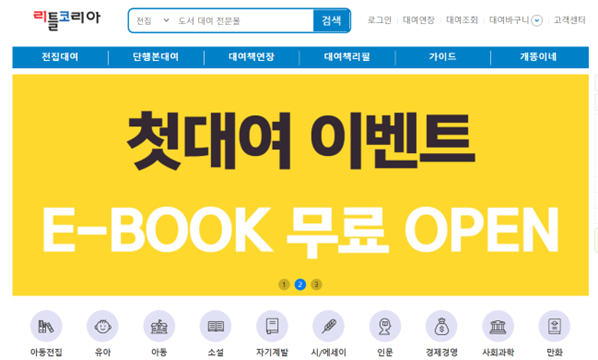 리틀코리아
전집 도서 대여 전문몰 검색 로그인 대여연장 대여조회 대여바구니 고객센터
전집대여 단행본대여 대여책연장 대여책리필 가이드 개똥이네
첫대여 이벤트
E-BOOK 무료 OPEN
1 2 3
아동전집 유아 아동 소설 자기계발 시/에세이 인문 경제경영 사회과학 만화